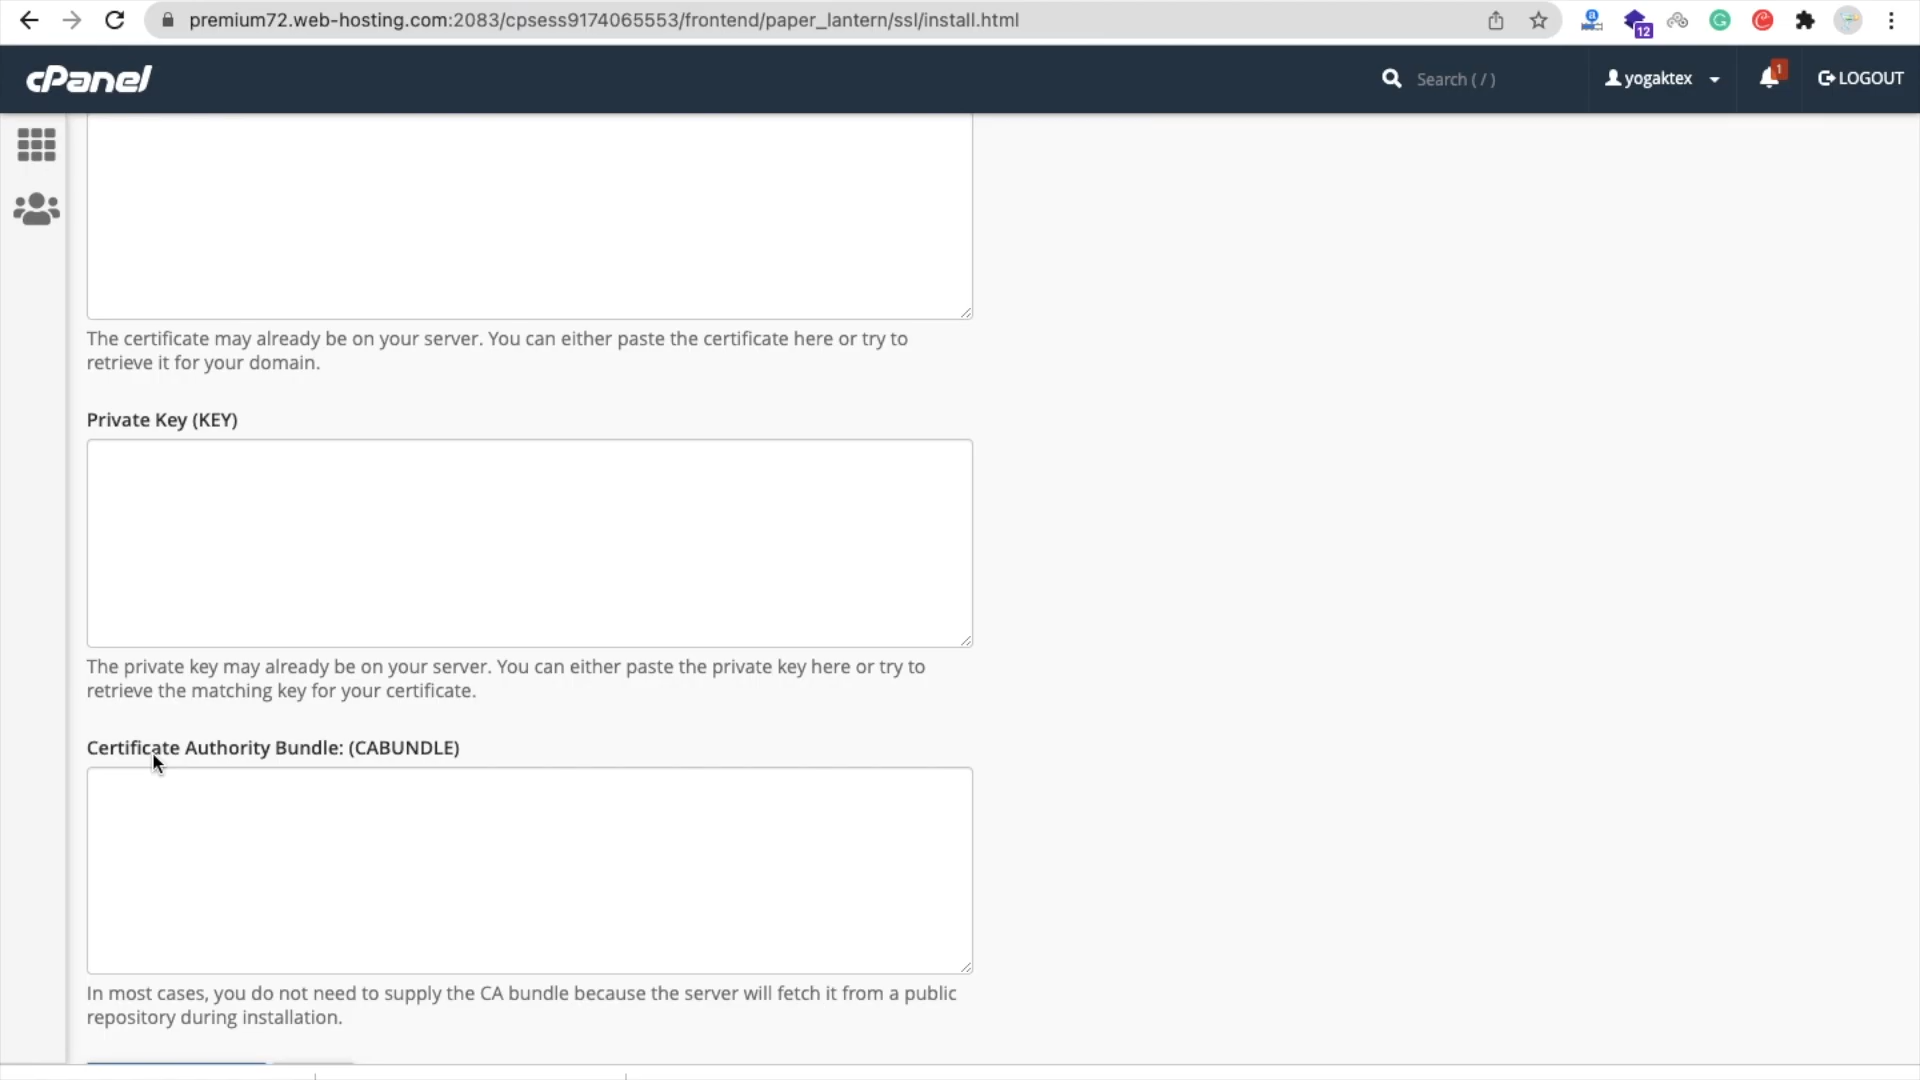 premium72.web-hosting.com:2083/cpsess9174065553/frontend/paper_lantern/ssl/install.html
12
cPanel
Search ( / )
yogaktex
1
LOGOUT
The certificate may already be on your server. You can either paste the certificate here or try to
retrieve it for your domain.
Private Key (KEY)
The private key may already be on your server. You can either paste the private key here or try to
retrieve the matching key for your certificate.
Certificate Authority Bundle: (CABUNDLE)
In most cases, you do not need to supply the CA bundle because the server will fetch it from a public
repository during installation.